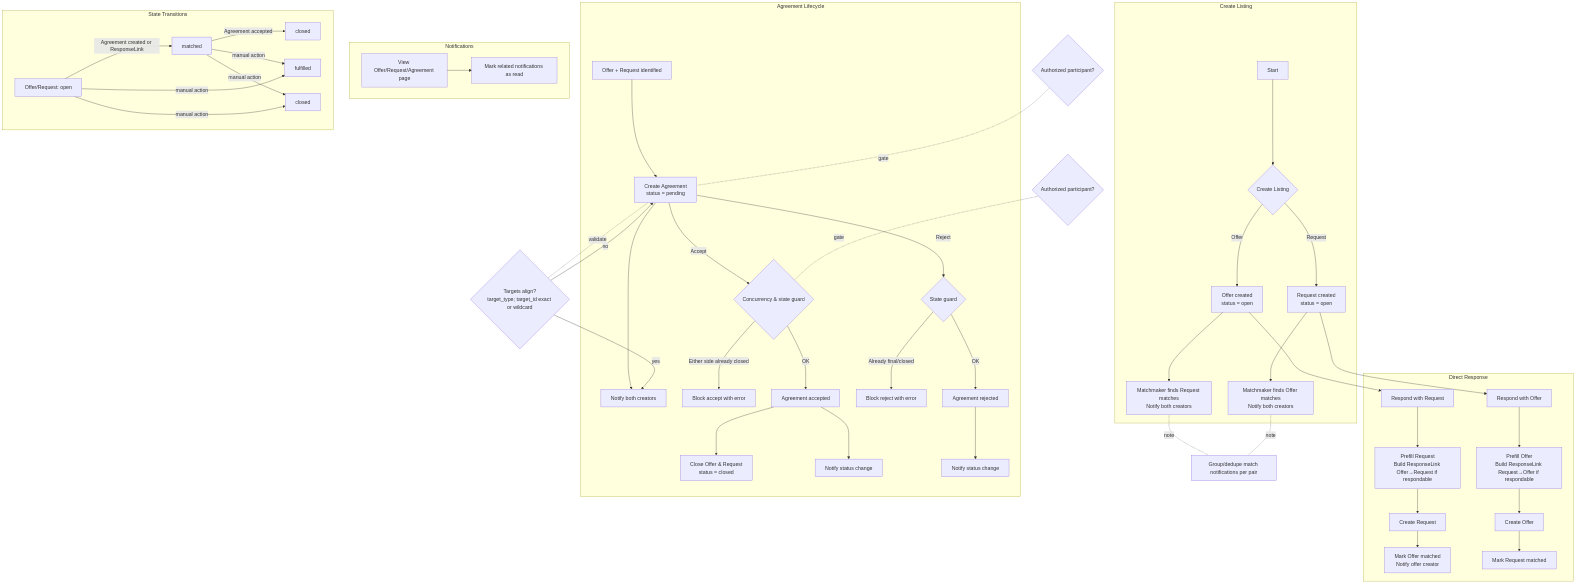 State Transitions
Offer/Request: open
Agreement created or
ResponseLink
matched
Agreement accepted
manual action
manual action
manual action
manual action
closed
fulfilled
closed
Notifications
View
Offer/Request/Agreement
page
Mark related notifications
as read
Agreement Lifecycle
Offer + Request identified
Create Agreement
status = pending
validate
no
Targets align?
target_type; target_id exact
or wildcard
yes
Accept
Reject
gate
gate
Authorized participant?
Authorized participant?
Concurrency & state guard
State guard
Either side already closed
OK
Already final/closed
OK
Notify both creators
Block accept with error
Agreement accepted
Block reject with error
Agreement rejected
Close Offer & Request
status = closed
Notify status change
Notify status change
Create Listing
Start
Create Listing
Offer
Request
Offer created
status = open
Request created
status = open
Matchmaker finds Request
matches
Notify both creators
Matchmaker finds Offer
matches
Notify both creators
note
note
Group/dedupe match
notifications per pair
Direct Response
Respond with Request
Respond with Offer
Prefill Request
Build ResponseLink
Offer→Request if
respondable
Prefill Offer
Build ResponseLink
Request→Offer if
respondable
Create Request
Create Offer
Mark Offer matched
Notify offer creator
Mark Request matched